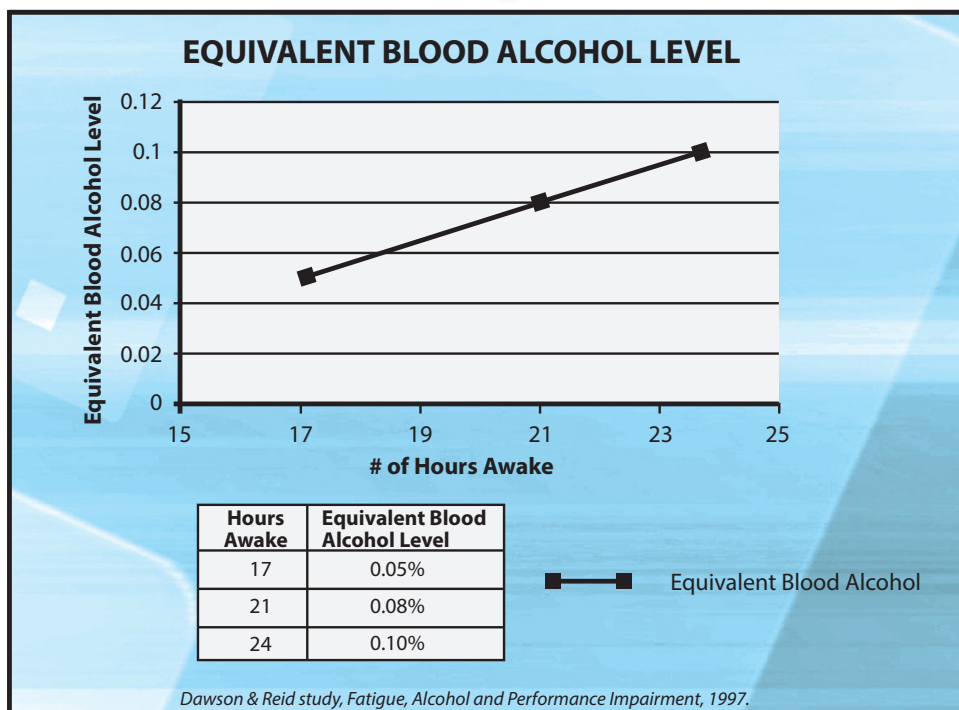 EQUIVALENT BLOOD ALCOHOL LEVEL
Equivalent Blood Alcohol Level
0.12
0.1
0.08
0.06
0.04
0.02
0
15 17 19 21 23 25
# of Hours Awake
Hours Awake Equivalent Blood Alcohol Level
17 0.05%
21 0.08%
24 0.10%
Equivalent Blood Alcohol
Dawson & Reid study, Fatigue, Alcohol and Performance Impairment, 1997.